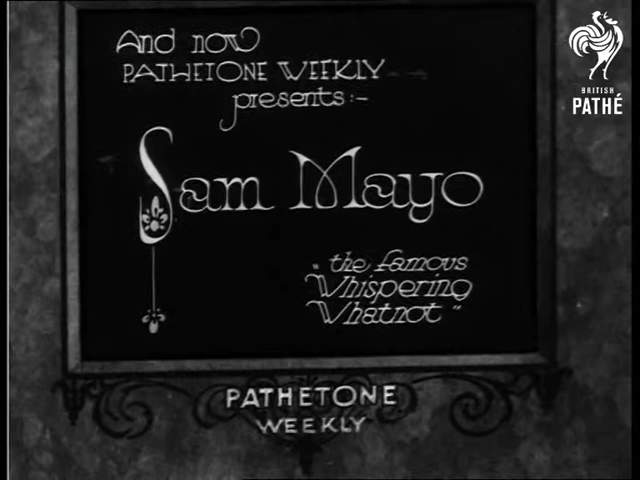 And now
PATHETONE WEEKLY
presents:-
Sam Mayo
"the famous
Whispering
Whatnot"
PATHETONE
WEEKLY
BRITISH
PATHÉ